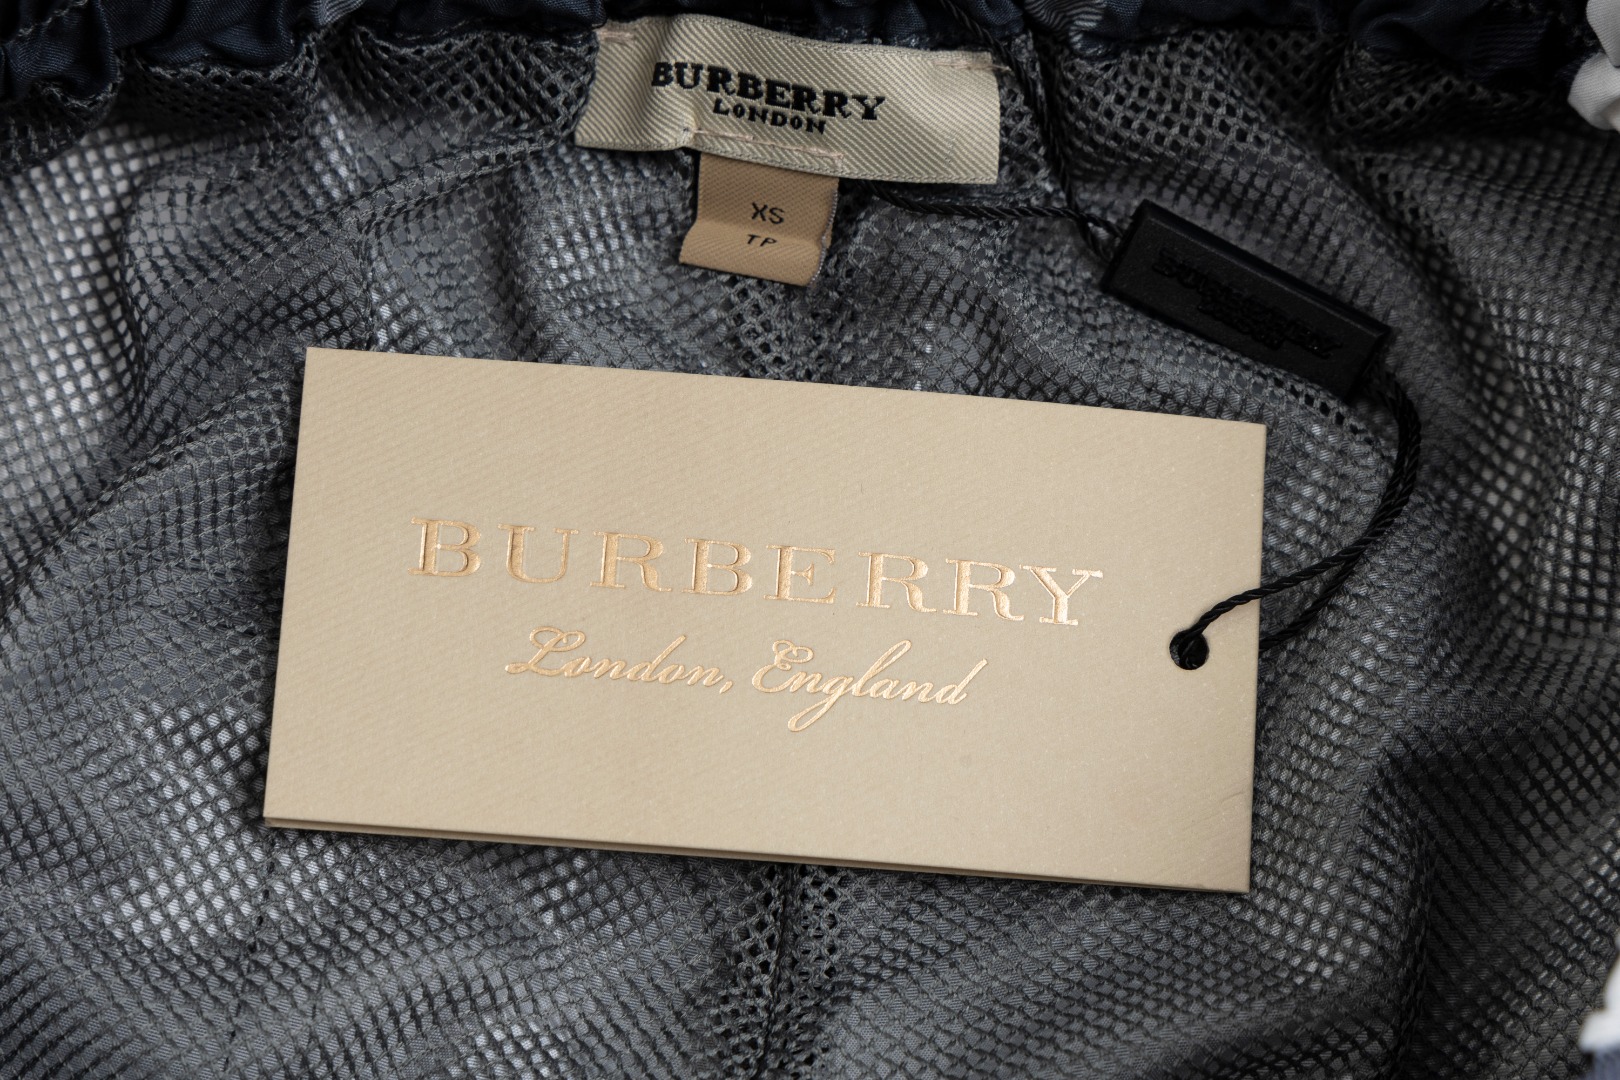 BURBERRY
LONDON
XS
TP
BURBERRY
London, England